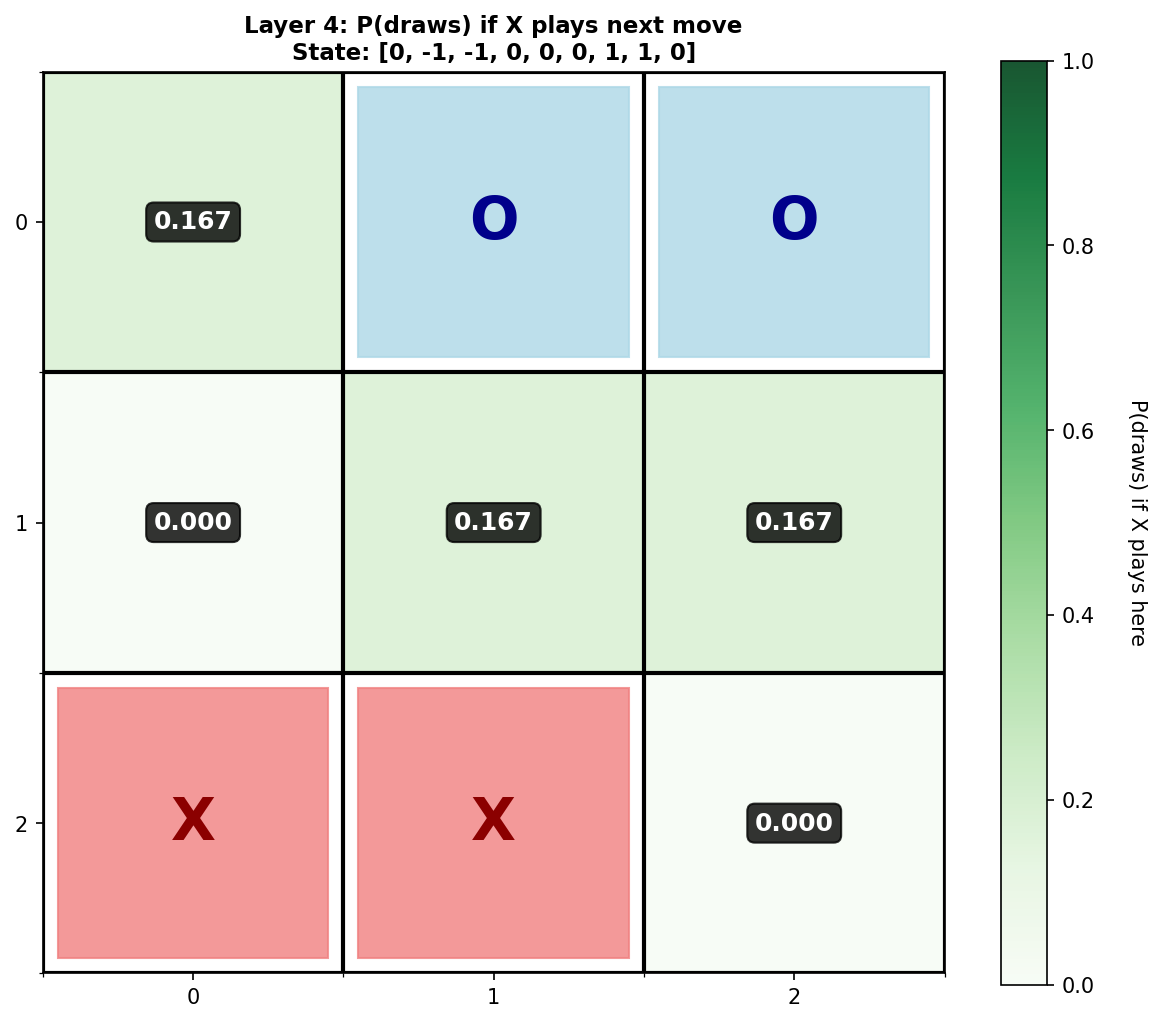 Layer 4: P(draws) if X plays next move
State: [0, -1, -1, 0, 0, 0, 1, 1, 0]
0
0.167
O
O
1
0.000
0.167
0.167
2
X
X
0.000
0
1
2
1.0
0.8
0.6
0.4
0.2
0.0
P(draws) if X plays here